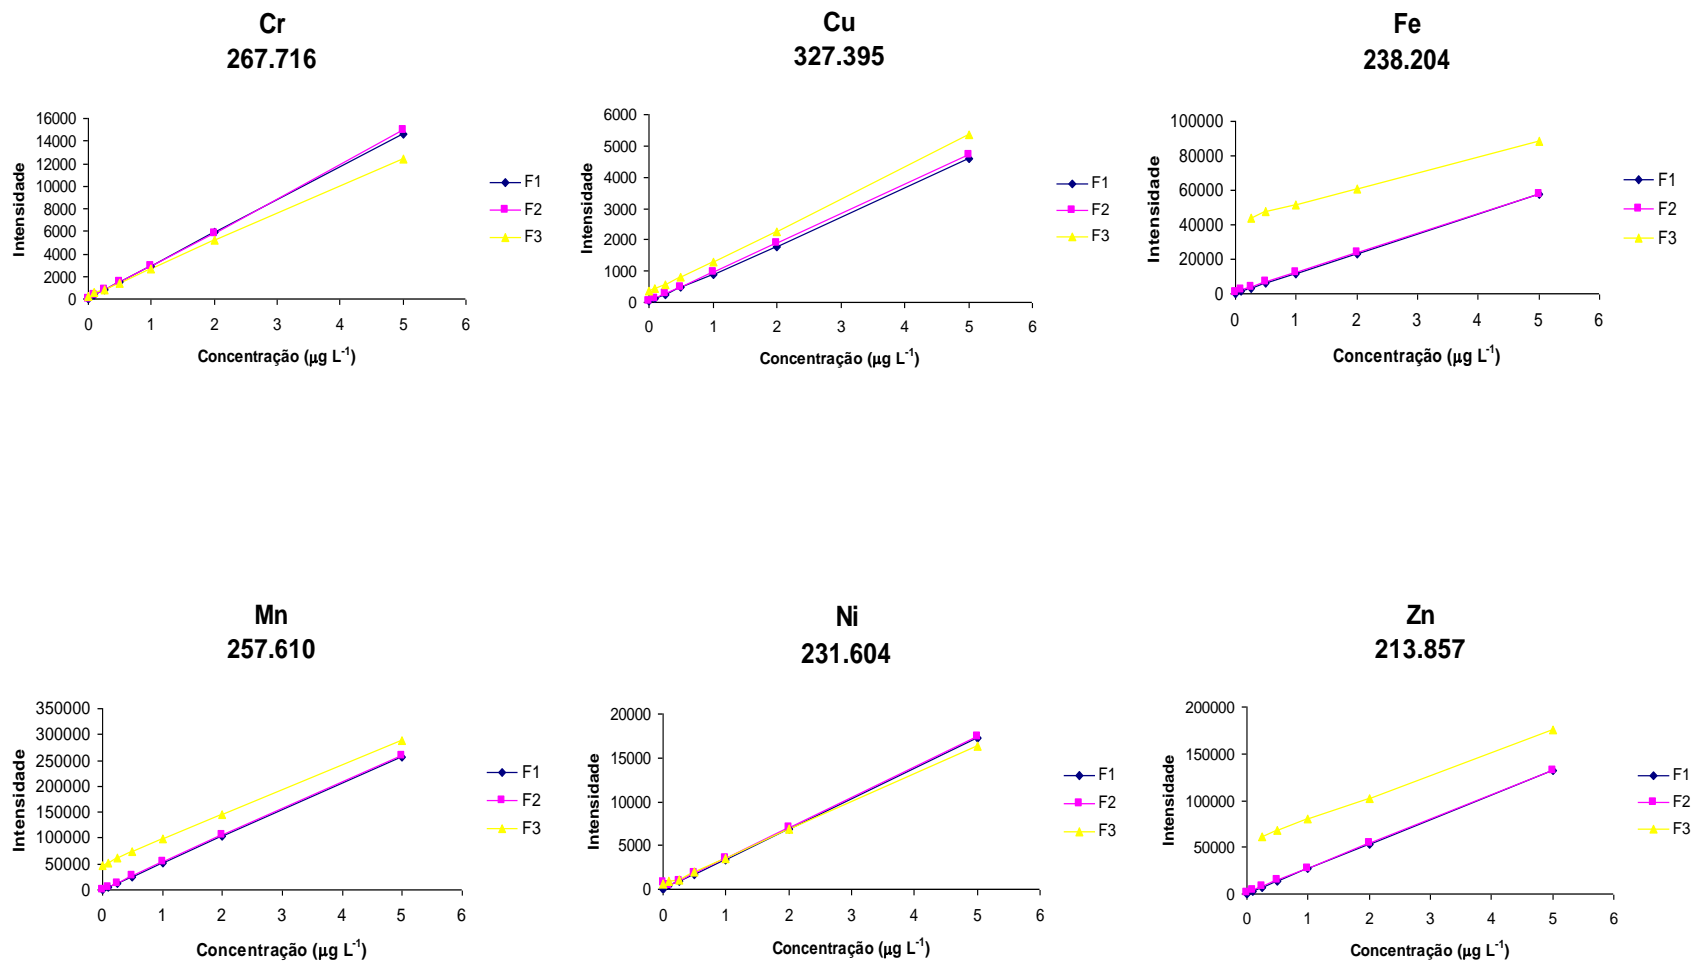 Cr
267.716
16000
14000
12000
10000
8000
6000
4000
2000
0
0 1 2 3 4 5 6
Intensidade
Concentração (µg L⁻¹)
F1
F2
F3
Cu
327.395
6000
5000
4000
3000
2000
1000
0
0 1 2 3 4 5 6
Intensidade
Concentração (µg L⁻¹)
F1
F2
F3
Fe
238.204
100000
80000
60000
40000
20000
0
0 1 2 3 4 5 6
Intensidade
Concentração (µg L⁻¹)
F1
F2
F3
Mn
257.610
350000
300000
250000
200000
150000
100000
50000
0
0 1 2 3 4 5 6
Intensidade
Concentração (µg L⁻¹)
F1
F2
F3
Ni
231.604
20000
15000
10000
5000
0
0 1 2 3 4 5 6
Intensidade
Concentração (µg L⁻¹)
F1
F2
F3
Zn
213.857
200000
150000
100000
50000
0
0 1 2 3 4 5 6
Intensidade
Concentração (µg L⁻¹)
F1
F2
F3